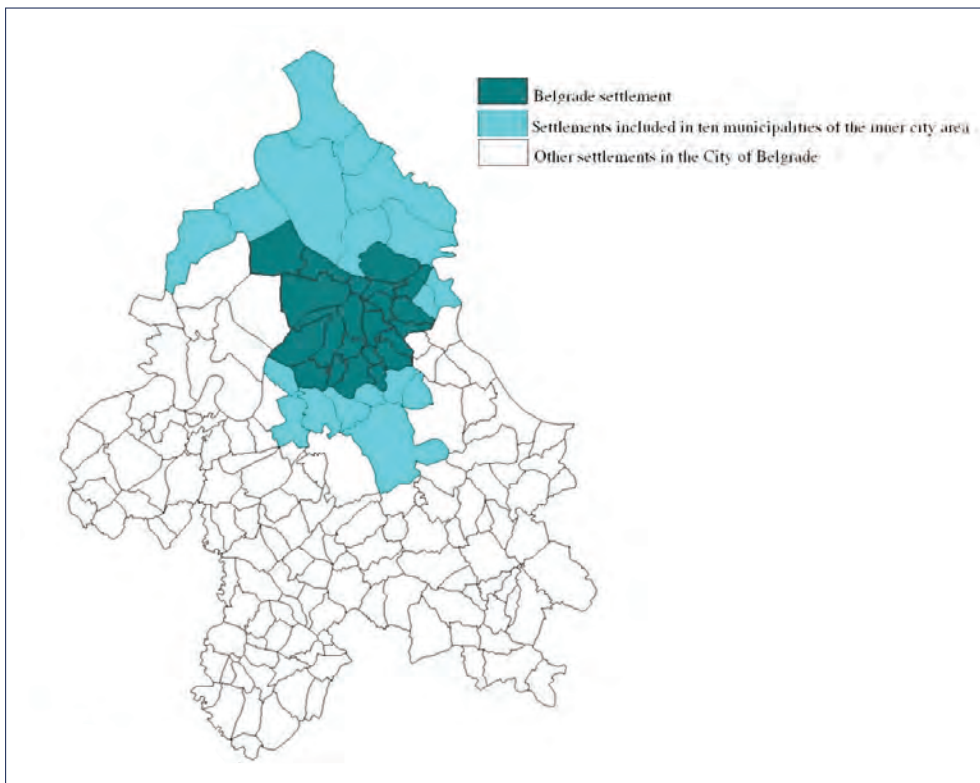 Belgrade settlement
Settlements included in ten municipalities of the inner city area
Other settlements in the City of Belgrade